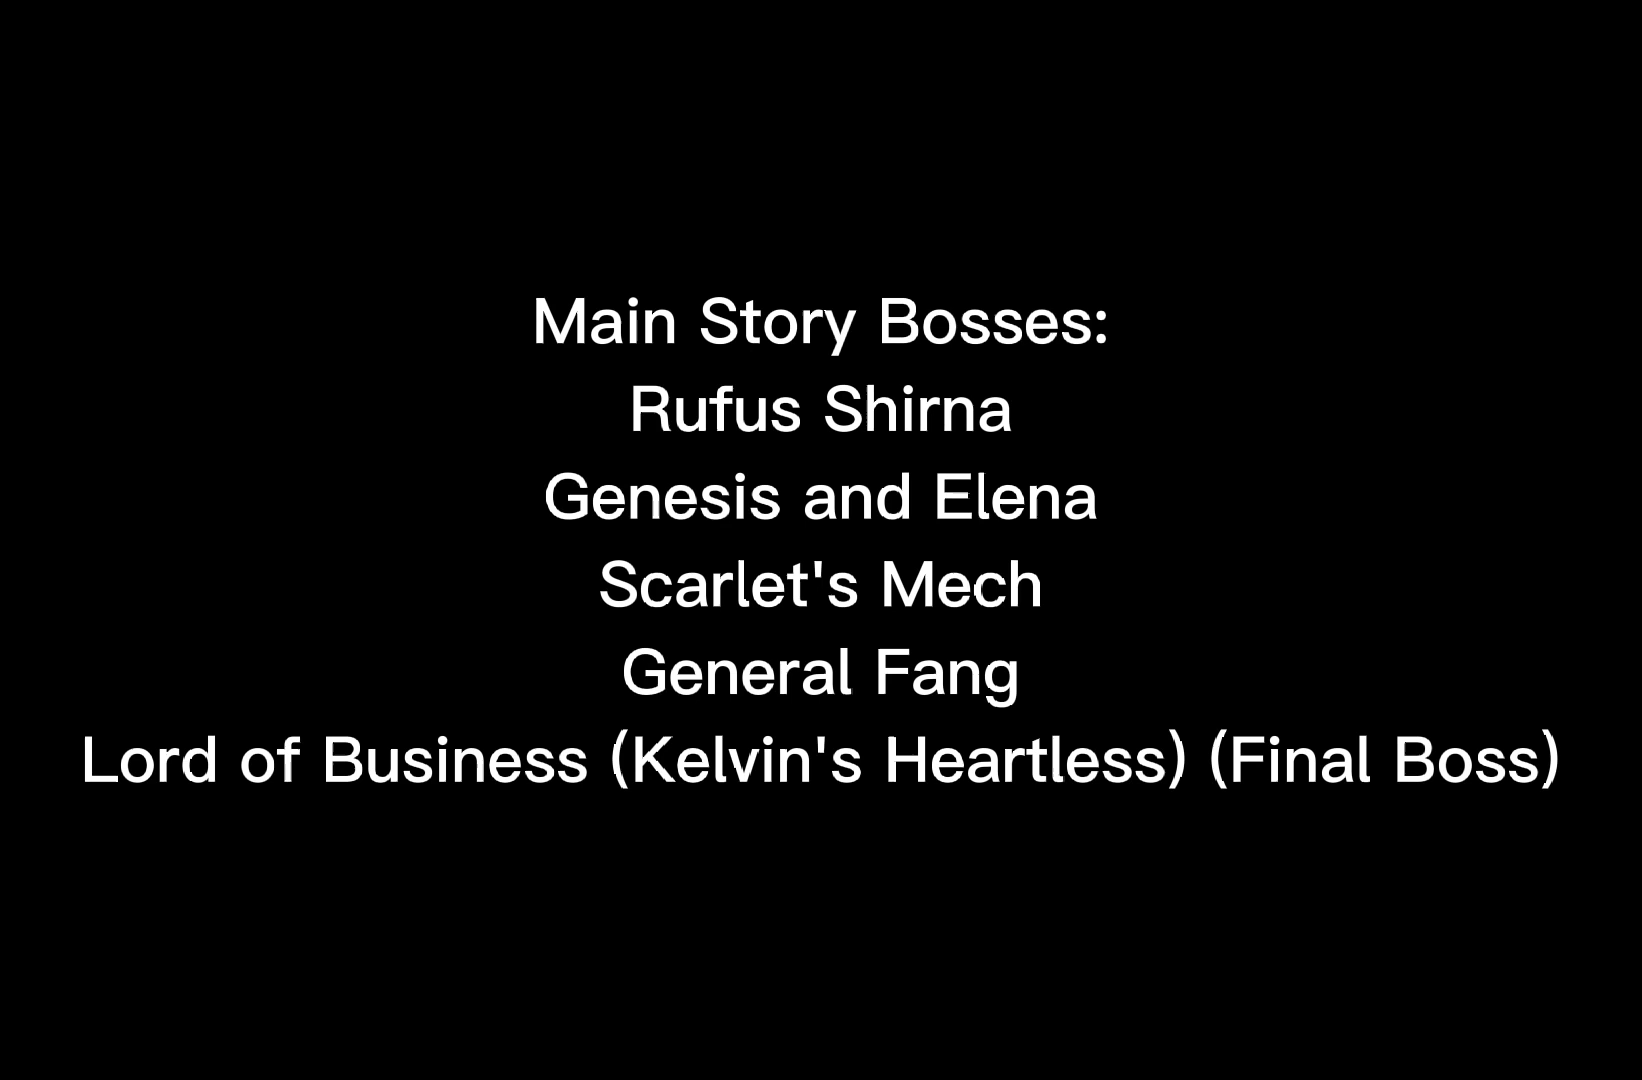 Main Story Bosses:
Rufus Shirna
Genesis and Elena
Scarlet's Mech
General Fang
Lord of Business (Kelvin's Heartless) (Final Boss)